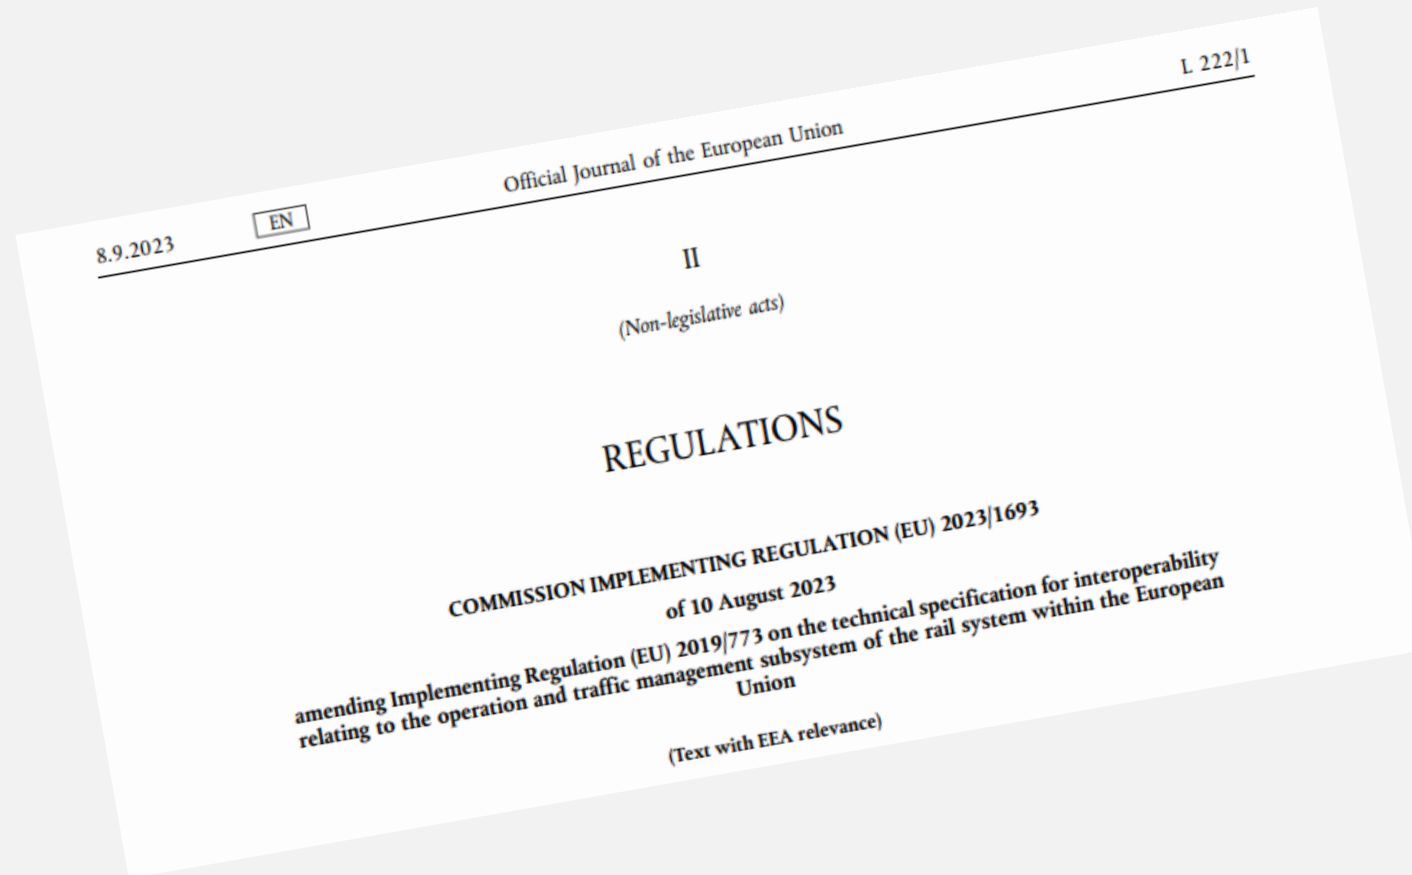 8.9.2023 EN Official Journal of the European Union L 222/1
II
(Non-legislative acts)
REGULATIONS
COMMISSION IMPLEMENTING REGULATION (EU) 2023/1693
of 10 August 2023
amending Implementing Regulation (EU) 2019/773 on the technical specification for interoperability
relating to the operation and traffic management subsystem of the rail system within the European
Union
(Text with EEA relevance)